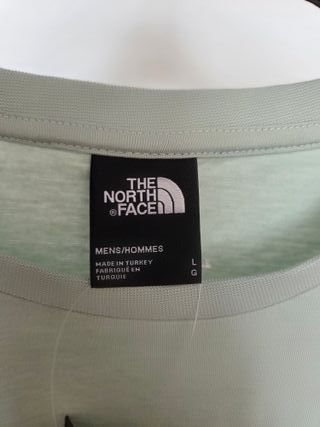 THE
NORTH
® FACE
MENS/HOMMES
MADE IN TURKEY
FABRIQUÉ EN
TURQUIE
L
G